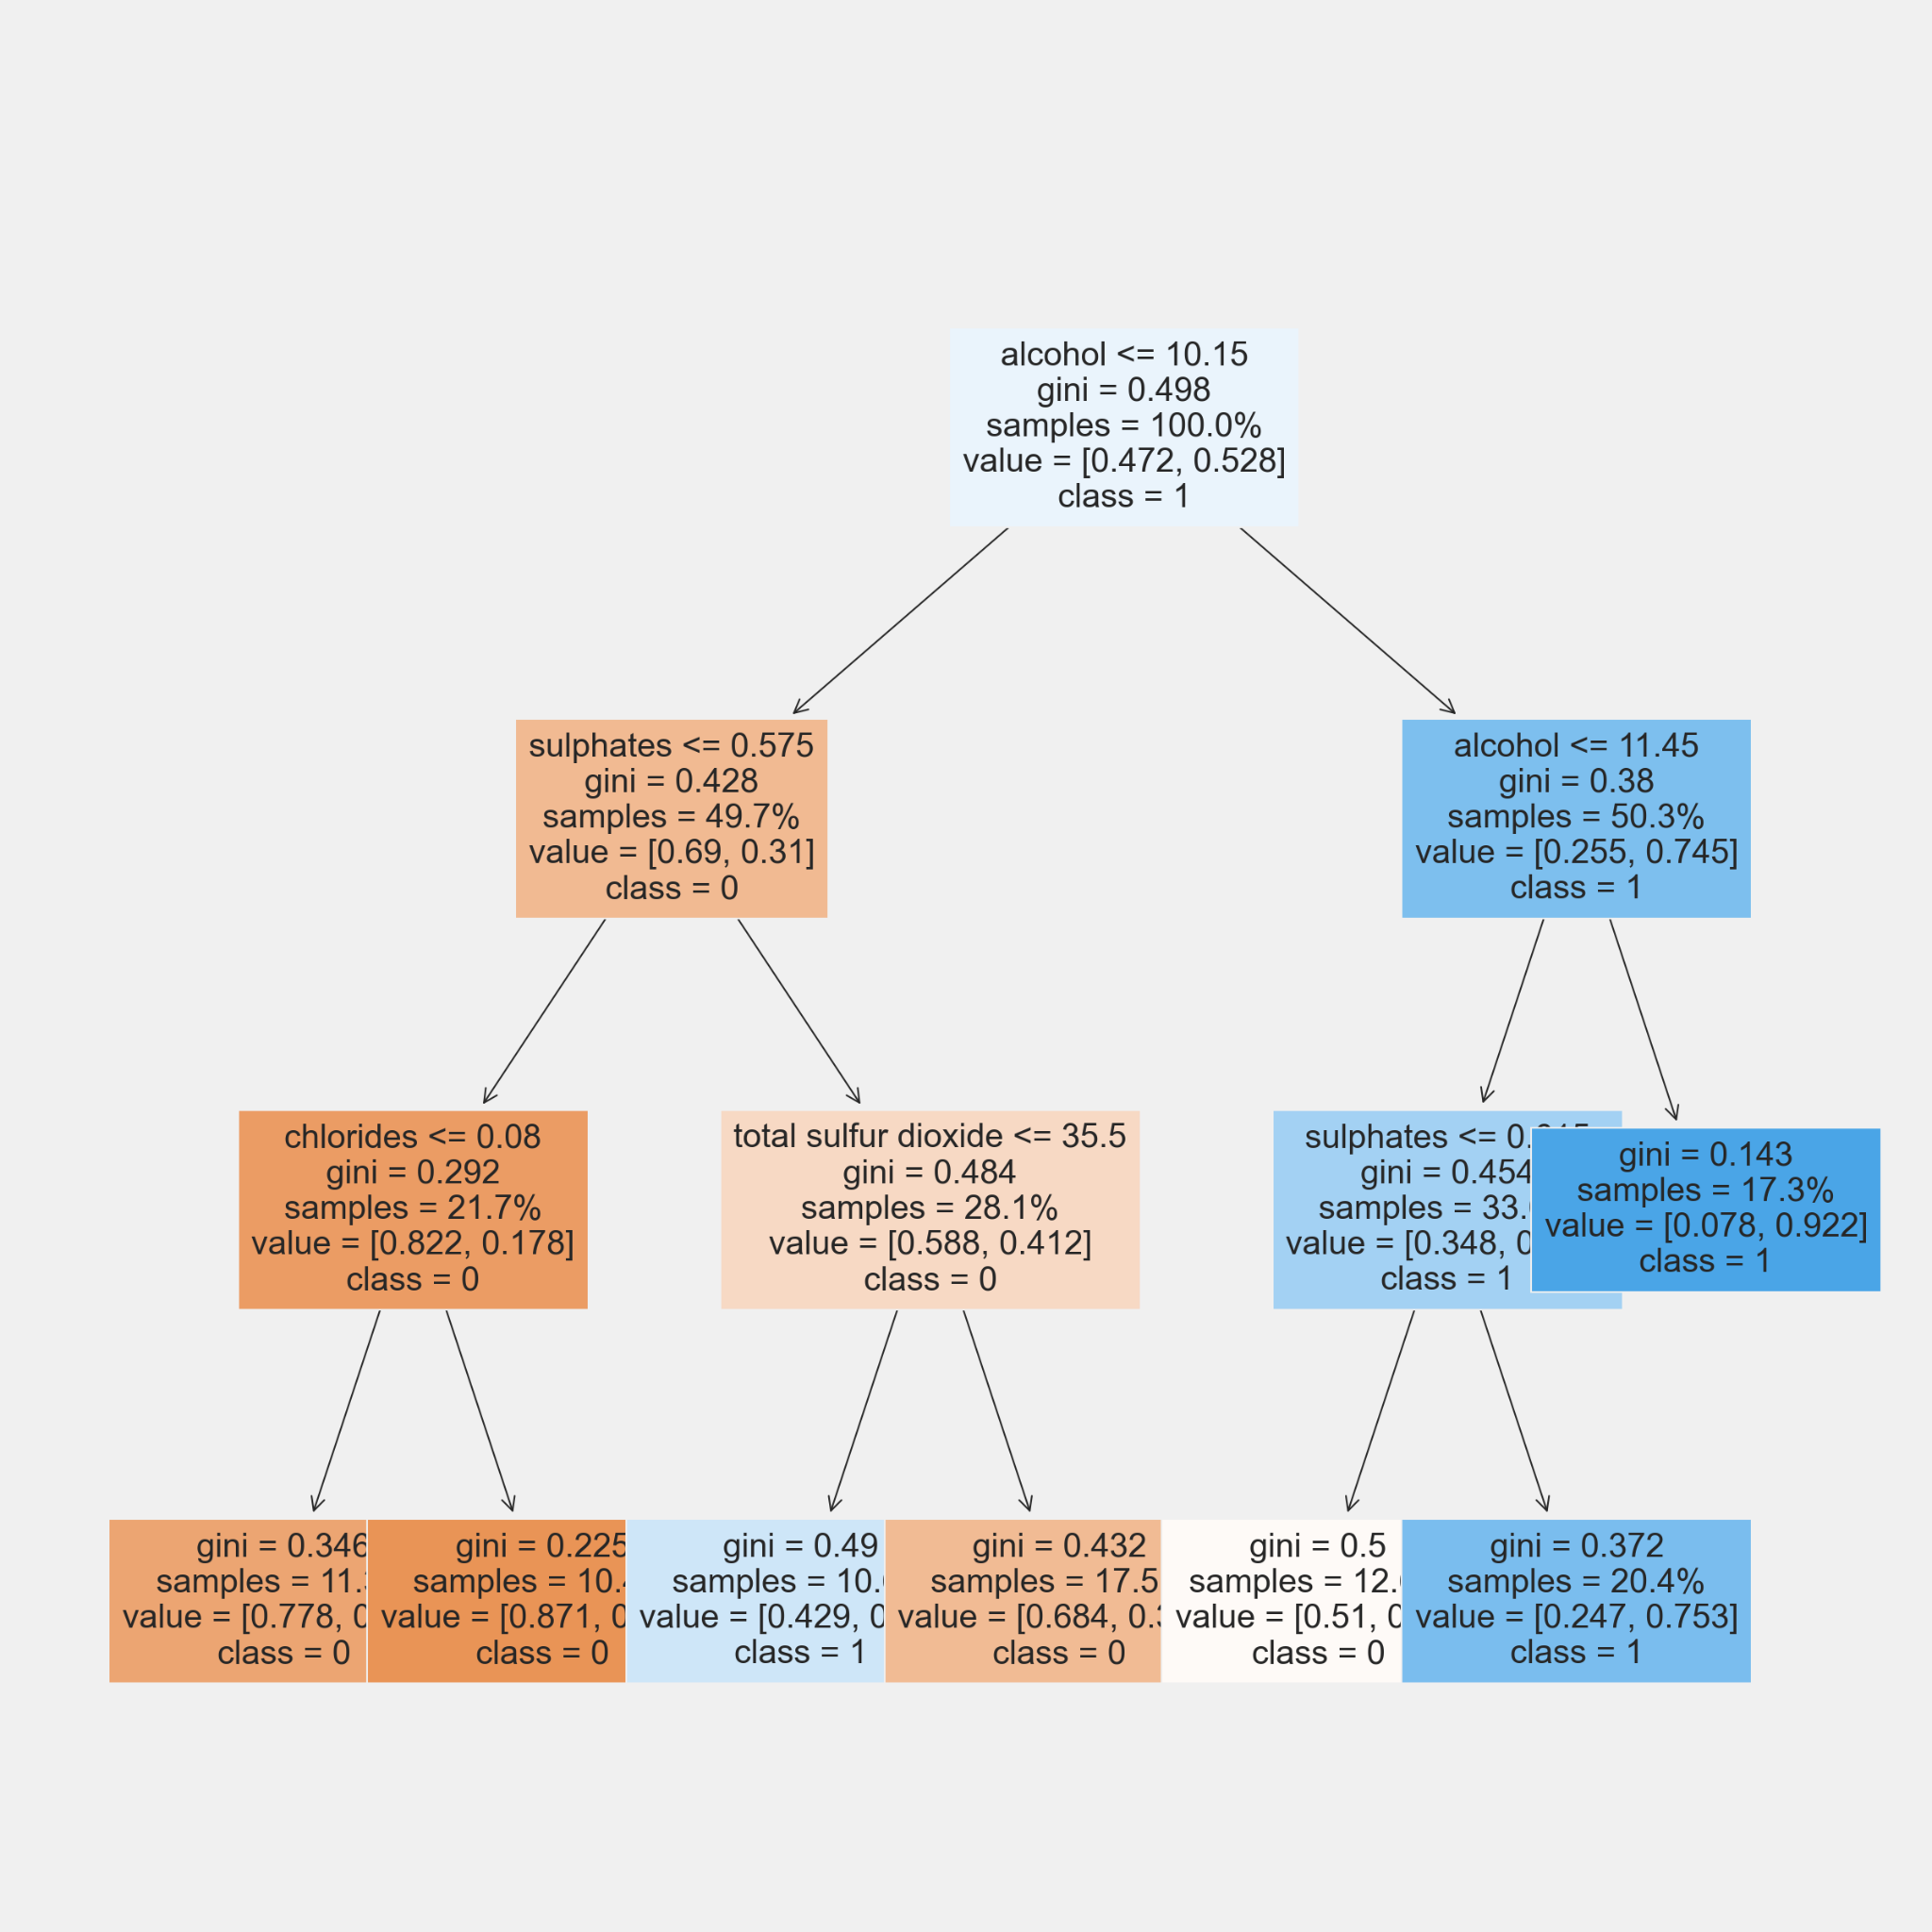 alcohol <= 10.15
gini = 0.498
samples = 100.0%
value = [0.472, 0.528]
class = 1
sulphates <= 0.575
gini = 0.428
samples = 49.7%
value = [0.69, 0.31]
class = 0
alcohol <= 11.45
gini = 0.38
samples = 50.3%
value = [0.255, 0.745]
class = 1
chlorides <= 0.08
gini = 0.292
samples = 21.7%
value = [0.822, 0.178]
class = 0
total sulfur dioxide <= 35.5
gini = 0.484
samples = 28.1%
value = [0.588, 0.412]
class = 0
sulphates <=
gini = 0.454
samples = 33.
value = [0.348, 0
class = 1
gini = 0.143
samples = 17.3%
value = [0.078, 0.922]
class = 1
gini = 0.346
samples = 11.
value = [0.778, 0
class = 0
gini = 0.225
samples = 10.
value = [0.871, 0
class = 0
gini = 0.49
samples = 10.
value = [0.429, 0
class = 1
gini = 0.432
samples = 17.5
value = [0.684, 0.
class = 0
gini = 0.5
samples = 12.
value = [0.51, 0
class = 0
gini = 0.372
samples = 20.4%
value = [0.247, 0.753]
class = 1